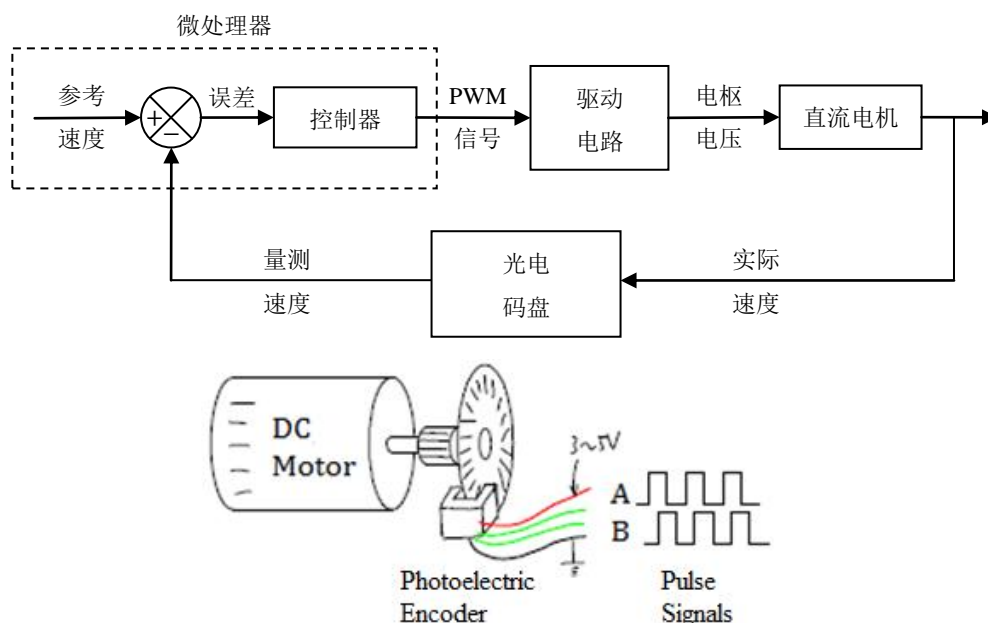 微处理器
参考
速度
+
−
误差
控制器
PWM
信号
驱动
电路
电枢
电压
直流电机
量测
速度
光电
码盘
实际
速度
DC
Motor
3~5V
A
B
Photoelectric
Encoder
Pulse
Signals